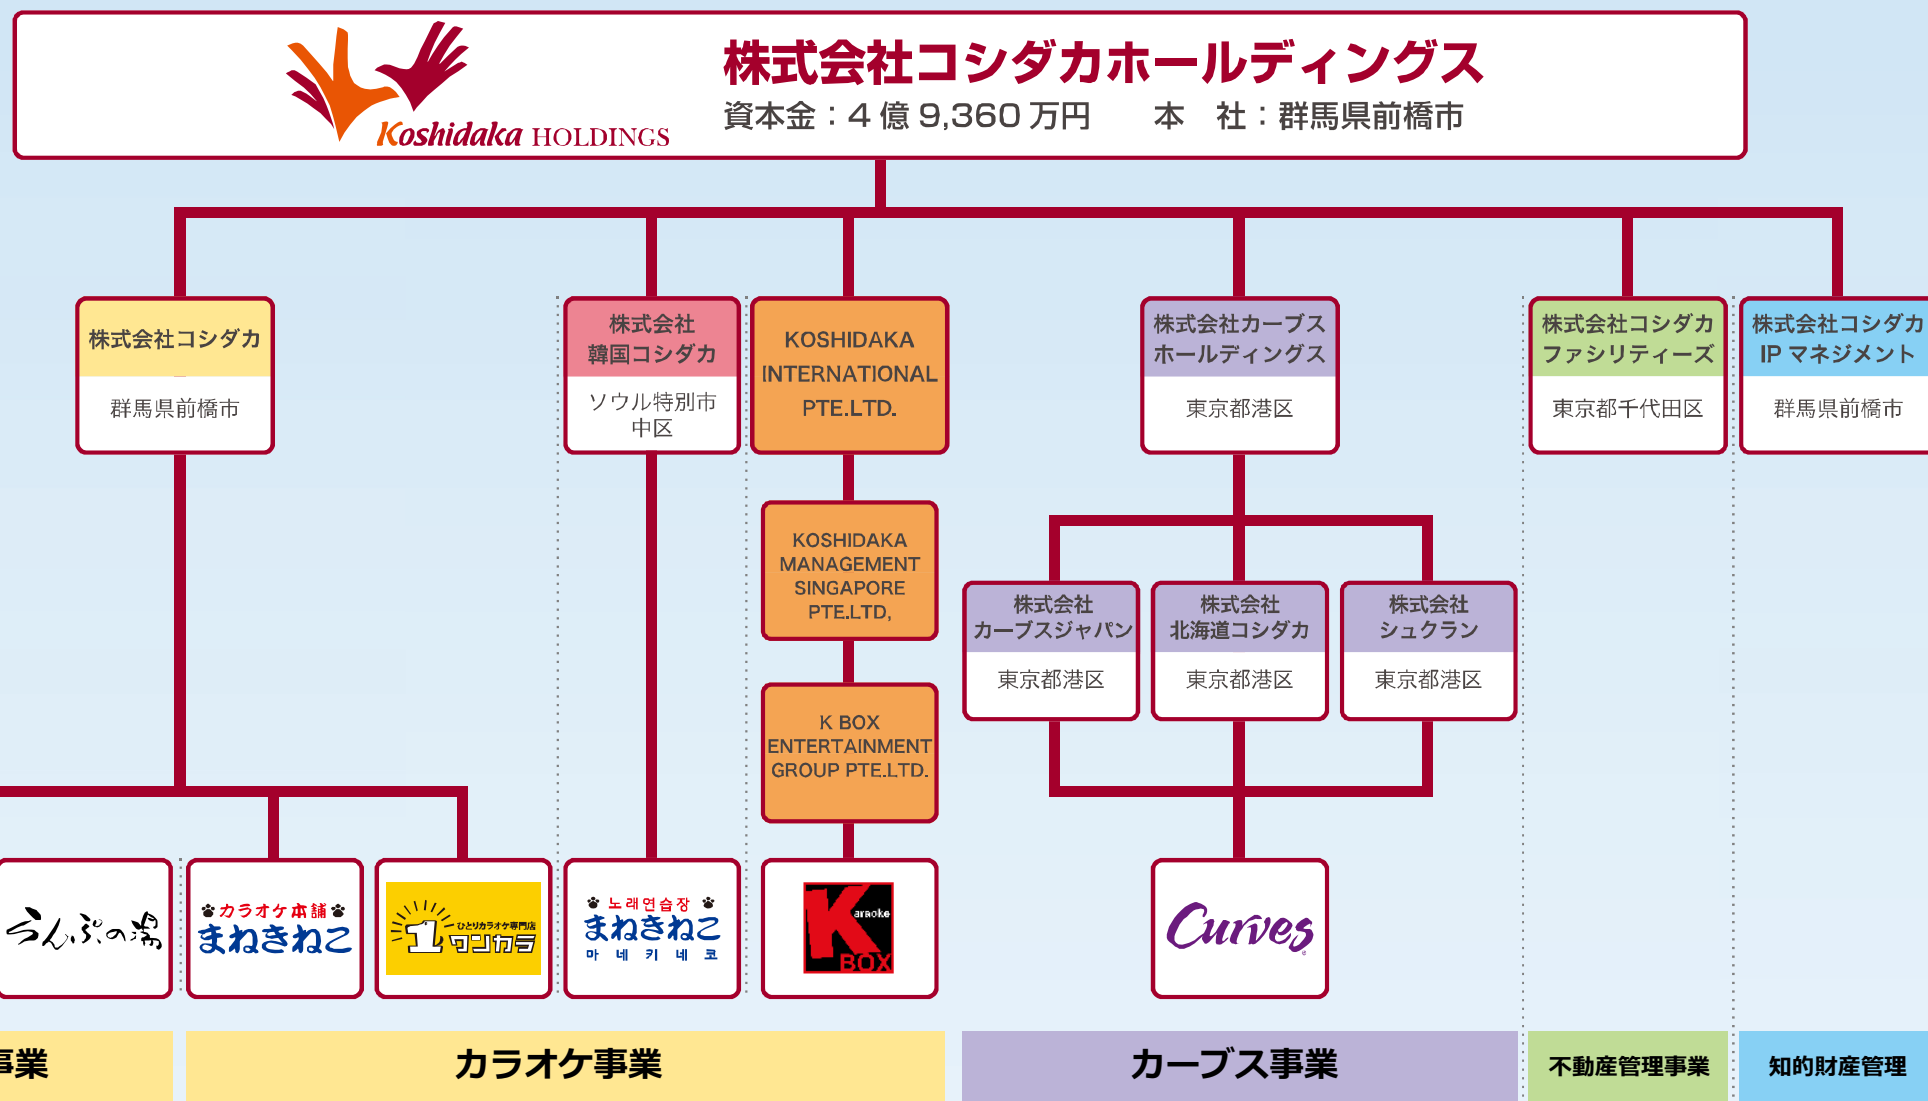 Koshidaka HOLDINGS
株式会社コシダカホールディングス
資本金：4億9,360万円　本　社：群馬県前橋市
株式会社コシダカ
群馬県前橋市
株式会社
韓国コシダカ
ソウル特別市
中区
KOSHIDAKA
INTERNATIONAL
PTE.LTD.
株式会社カーブス
ホールディングス
東京都港区
株式会社コシダカ
ファシリティーズ
東京都千代田区
株式会社コシダカ
IPマネジメント
群馬県前橋市
KOSHIDAKA
MANAGEMENT
SINGAPORE
PTE.LTD,
K BOX
ENTERTAINMENT
GROUP PTE.LTD.
株式会社
カーブスジャパン
東京都港区
株式会社
北海道コシダカ
東京都港区
株式会社
シュクラン
東京都港区
らんぷの湯
カラオケ本舗
まねきねこ
ひとりカラオケ専門店
1ワンカラ
노래연습장
まねきねこ
마네키네코
Karaoke
BOX
Curves
事業
カラオケ事業
カーブス事業
不動産管理事業
知的財産管理